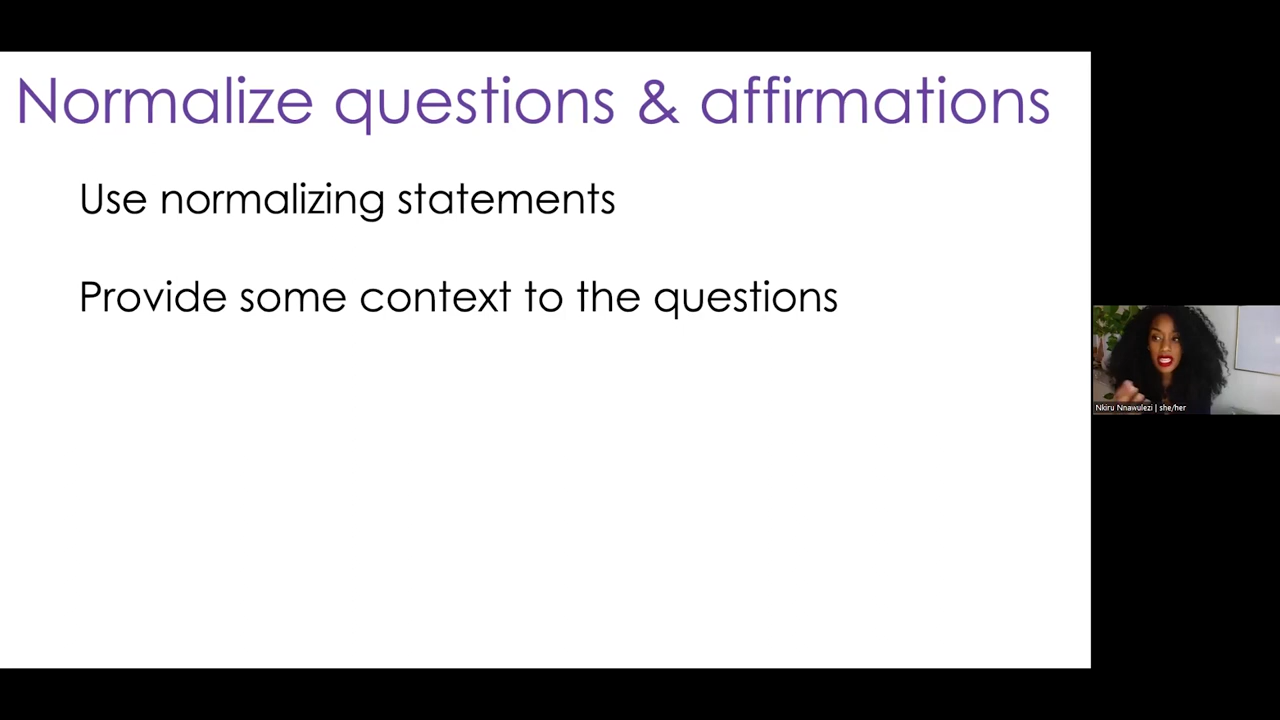 Normalize questions & affirmations
Use normalizing statements
Provide some context to the questions
Nkiru Nnawulezi | she/her